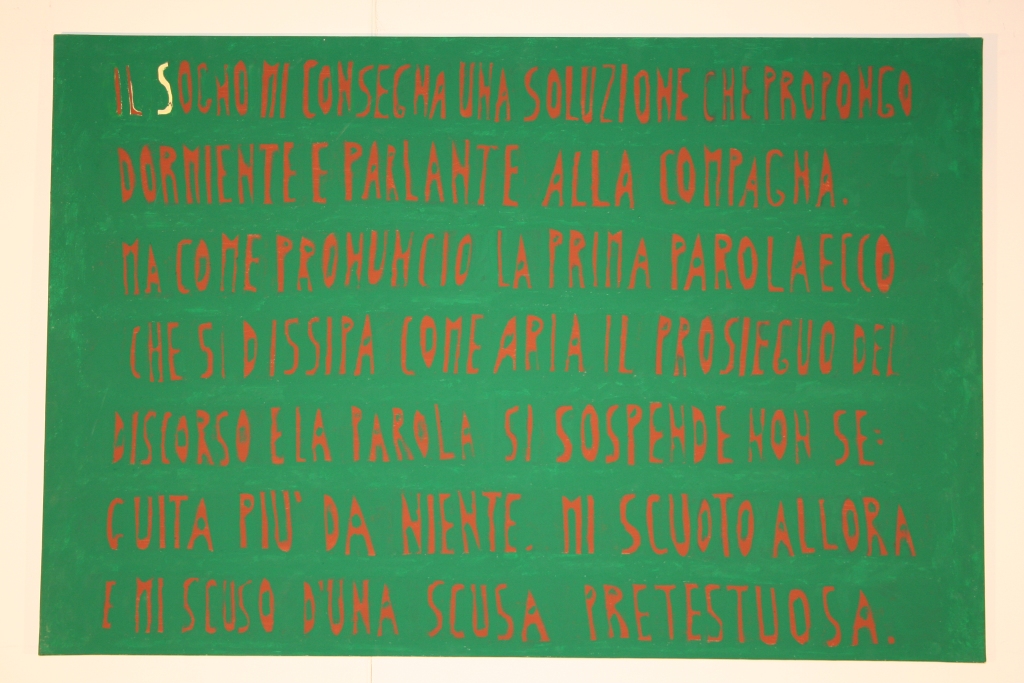 IL SOGNO MI CONSEGNA UNA SOLUZIONE CHE PROPONGO
DORMIENTE E PARLANTE ALLA COMPAGNA.
MA COME PRONUNCIO LA PRIMA PAROLA ECCO
CHE SI DISSIPA COME ARIA IL PROSIEGUO DEL
DISCORSO E LA PAROLA SI SOSPENDE NON SE=
GUITA PIU' DA NIENTE. MI SCUOTO ALLORA
E MI SCUSO D'UNA SCUSA PRETESTUOSA.